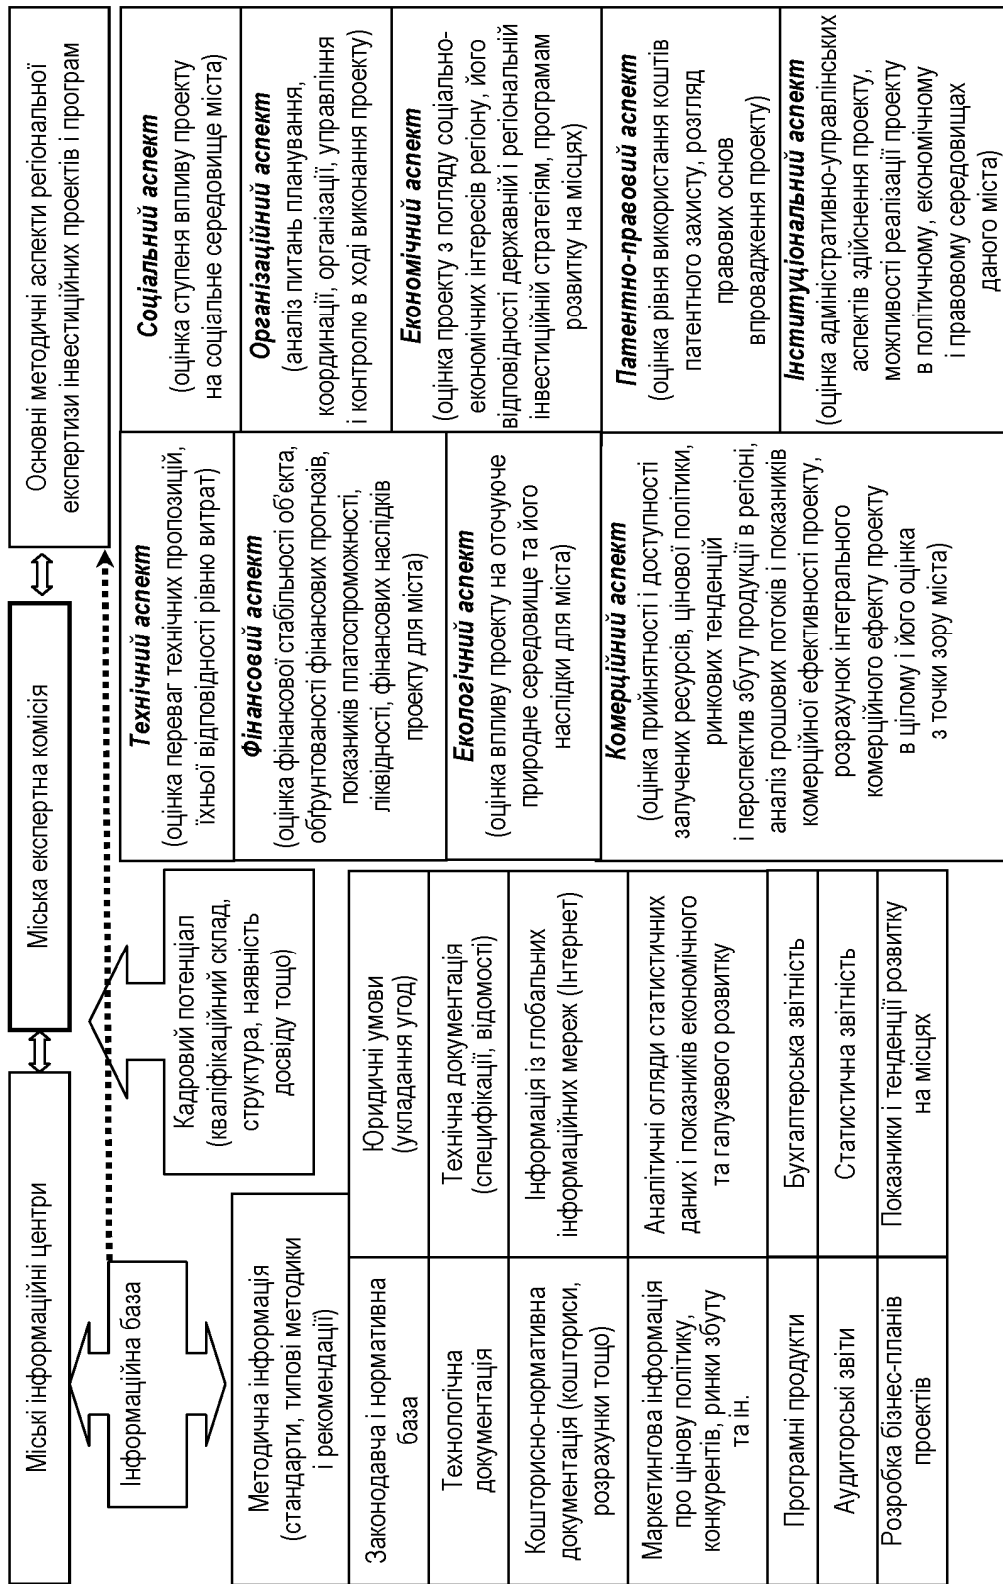 Міські інформаційні центри
Міська експертна комісія
Основні методичні аспекти регіональної
експертизи інвестиційних проектів і програм
Інформаційна база
Кадровий потенціал
(кваліфікаційний склад,
структура, наявність
досвіду тощо)
Методична інформація
(стандарти, типові методики
і рекомендації)
Законодавча і нормативна
база
Юридичні умови
(укладання угод)
Технологічна
документація
Технічна документація
(специфікації, відомості)
Кошторисно-нормативна
документація (кошториси,
розрахунки тощо)
Інформація із глобальних
інформаційних мереж (Інтернет)
Маркетингова інформація
про цінову політику,
конкурентів, ринки збуту
та ін.
Аналітичні огляди статистичних
даних і показників економічного
та галузевого розвитку
Програмні продукти
Бухгалтерська звітність
Аудиторські звіти
Статистична звітність
Розробка бізнес-планів
проектів
Показники і тенденції розвитку
на місцях
Технічний аспект
(оцінка переваг технічних пропозицій,
їхньої відповідності рівню витрат)
Соціальний аспект
(оцінка ступеня впливу проекту
на соціальне середовище міста)
Фінансовий аспект
(оцінка фінансової стабільності об’єкта,
обґрунтованості фінансових прогнозів,
показників платоспроможності,
ліквідності, фінансових наслідків
проекту для міста)
Організаційний аспект
(аналіз питань планування,
координації, організації, управління
і контролю в ході виконання проекту)
Екологічний аспект
(оцінка впливу проекту на оточуюче
природне середовище та його
наслідки для міста)
Економічний аспект
(оцінка проекту з погляду соціально-
економічних інтересів регіону, його
відповідності державній і регіональній
інвестиційній стратегіям, програмам
розвитку на місцях)
Комерційний аспект
(оцінка прийнятності і доступності
залучених ресурсів, цінової політики,
ринкових тенденцій
і перспектив збуту продукції в регіоні,
аналіз грошових потоків і показників
комерційної ефективності проекту,
розрахунок інтегрального
комерційного ефекту проекту
в цілому і його оцінка
з точки зору міста)
Патентно-правовий аспект
(оцінка рівня використання коштів
патентного захисту, розгляд
правових основ
впровадження проекту)
Інституціональний аспект
(оцінка адміністративно-управлінських
аспектів здійснення проекту,
можливості реалізації проекту
в політичному, економічному
і правовому середовищах
даного міста)